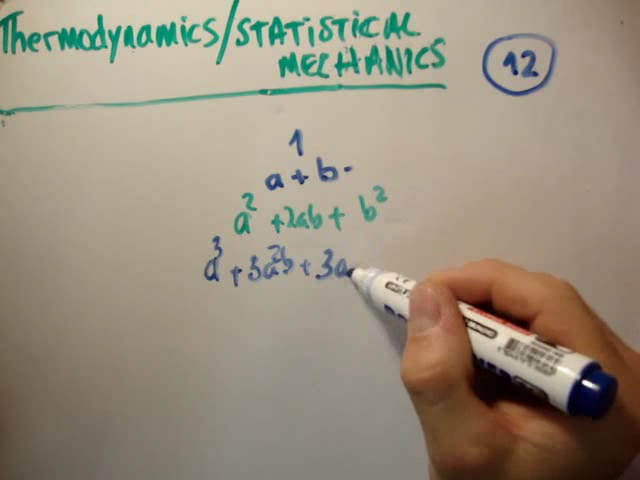 Thermodynamics/STATISTICAL
MECHANICS
12
1
a + b
a² + 2ab + b²
a³ + 3a²b + 3a